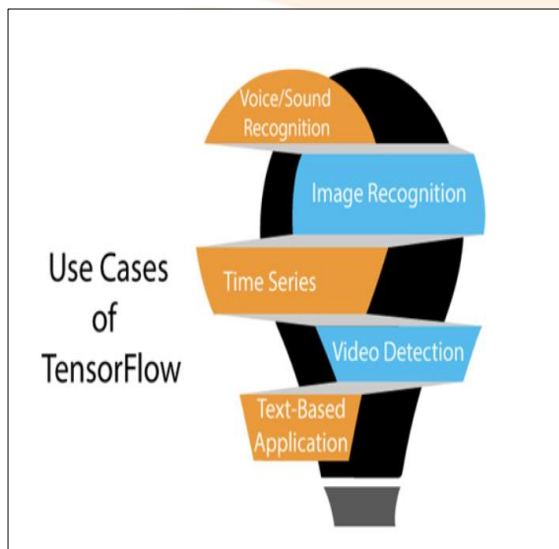 Use Cases
of
TensorFlow
Voice/Sound
Recognition
Image Recognition
Time Series
Video Detection
Text-Based
Application